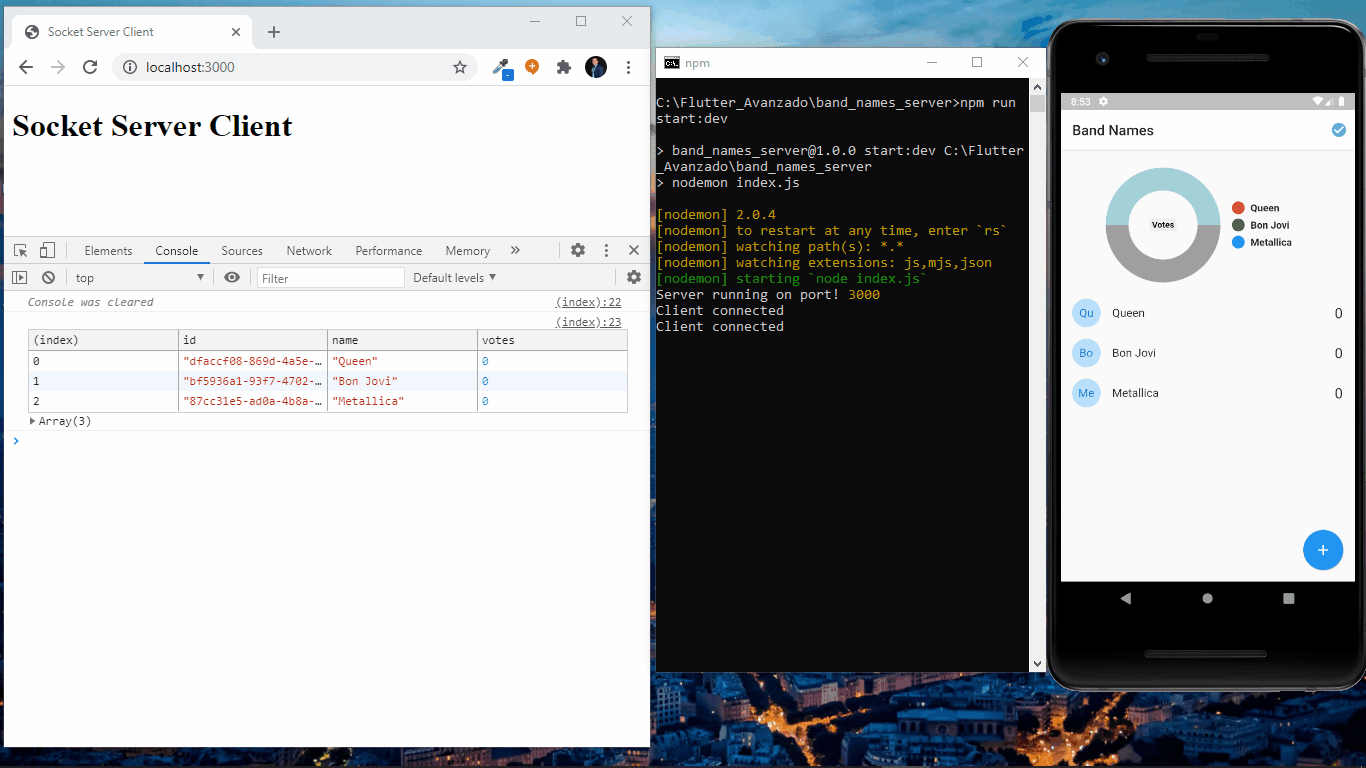 Socket Server Client
localhost:3000
Socket Server Client
Elements Console Sources Network Performance Memory »
top Filter Default levels
Console was cleared (index):22
(index):23
(index) id name votes
0 "dfaccf08-869d-4a5e-… "Queen" 0
1 "bf5936a1-93f7-4702-… "Bon Jovi" 0
2 "87cc31e5-ad0a-4b8a-… "Metallica" 0
Array(3)
npm
C:\Flutter_Avanzado\band_names_server>npm run
start:dev
> band_names_server@1.0.0 start:dev C:\Flutter
_Avanzado\band_names_server
> nodemon index.js
[nodemon] 2.0.4
[nodemon] to restart at any time, enter `rs`
[nodemon] watching path(s): *.*
[nodemon] watching extensions: js,mjs,json
[nodemon] starting `node index.js`
Server running on port! 3000
Client connected
Client connected
8:53
Band Names
Votes
Queen
Bon Jovi
Metallica
Qu Queen 0
Bo Bon Jovi 0
Me Metallica 0